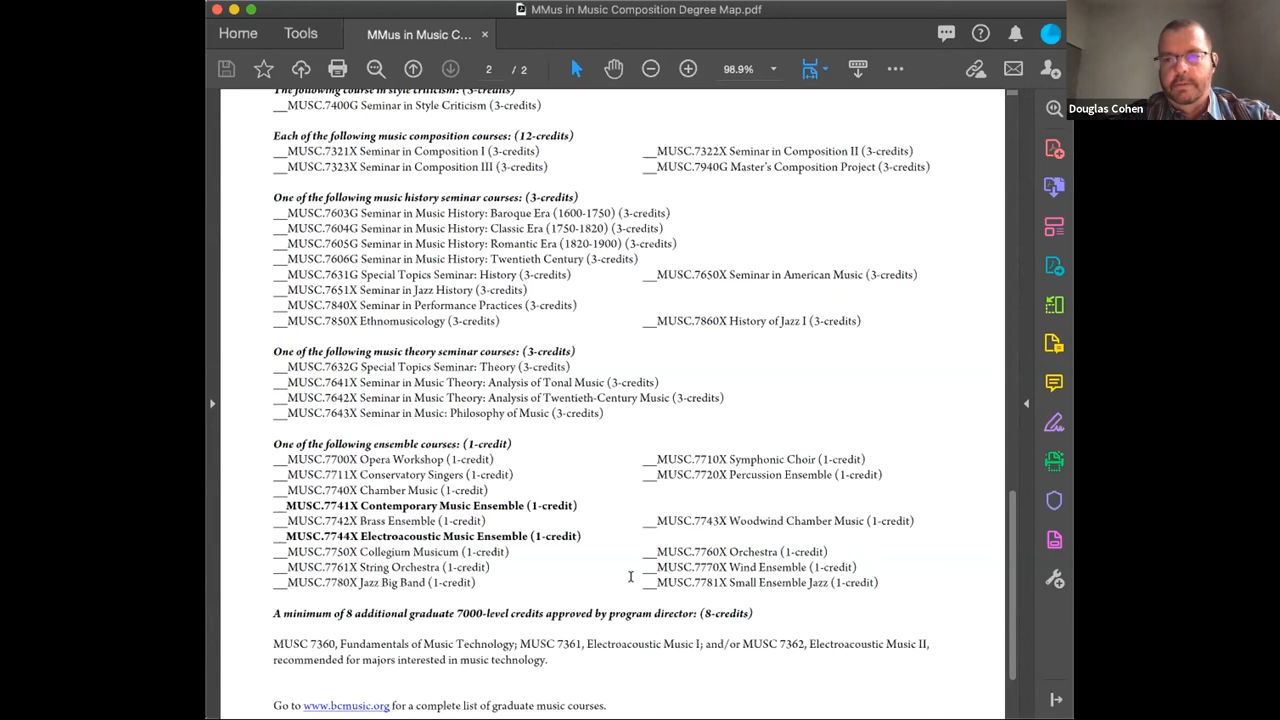 MMus in Music Composition Degree Map.pdf
Home Tools MMus in Music C... ×
2 / 2 98.9%
Douglas Cohen
The following course in style criticism: (3-credits)
__MUSC.7400G Seminar in Style Criticism (3-credits)
Each of the following music composition courses: (12-credits)
__MUSC.7321X Seminar in Composition I (3-credits) __MUSC.7322X Seminar in Composition II (3-credits)
__MUSC.7323X Seminar in Composition III (3-credits) __MUSC.7940G Master's Composition Project (3-credits)
One of the following music history seminar courses: (3-credits)
__MUSC.7603G Seminar in Music History: Baroque Era (1600-1750) (3-credits)
__MUSC.7604G Seminar in Music History: Classic Era (1750-1820) (3-credits)
__MUSC.7605G Seminar in Music History: Romantic Era (1820-1900) (3-credits)
__MUSC.7606G Seminar in Music History: Twentieth Century (3-credits)
__MUSC.7631G Special Topics Seminar: History (3-credits) __MUSC.7650X Seminar in American Music (3-credits)
__MUSC.7651X Seminar in Jazz History (3-credits)
__MUSC.7840X Seminar in Performance Practices (3-credits)
__MUSC.7850X Ethnomusicology (3-credits) __MUSC.7860X History of Jazz I (3-credits)
One of the following music theory seminar courses: (3-credits)
__MUSC.7632G Special Topics Seminar: Theory (3-credits)
__MUSC.7641X Seminar in Music Theory: Analysis of Tonal Music (3-credits)
__MUSC.7642X Seminar in Music Theory: Analysis of Twentieth-Century Music (3-credits)
__MUSC.7643X Seminar in Music: Philosophy of Music (3-credits)
One of the following ensemble courses: (1-credit)
__MUSC.7700X Opera Workshop (1-credit) __MUSC.7710X Symphonic Choir (1-credit)
__MUSC.7711X Conservatory Singers (1-credit) __MUSC.7720X Percussion Ensemble (1-credit)
__MUSC.7740X Chamber Music (1-credit)
__MUSC.7741X Contemporary Music Ensemble (1-credit)
__MUSC.7742X Brass Ensemble (1-credit) __MUSC.7743X Woodwind Chamber Music (1-credit)
__MUSC.7744X Electroacoustic Music Ensemble (1-credit)
__MUSC.7750X Collegium Musicum (1-credit) __MUSC.7760X Orchestra (1-credit)
__MUSC.7761X String Orchestra (1-credit) __MUSC.7770X Wind Ensemble (1-credit)
__MUSC.7780X Jazz Big Band (1-credit) __MUSC.7781X Small Ensemble Jazz (1-credit)
A minimum of 8 additional graduate 7000-level credits approved by program director: (8-credits)
MUSC 7360, Fundamentals of Music Technology; MUSC 7361, Electroacoustic Music I; and/or MUSC 7362, Electroacoustic Music II,
recommended for majors interested in music technology.
Go to www.bcmusic.org for a complete list of graduate music courses.